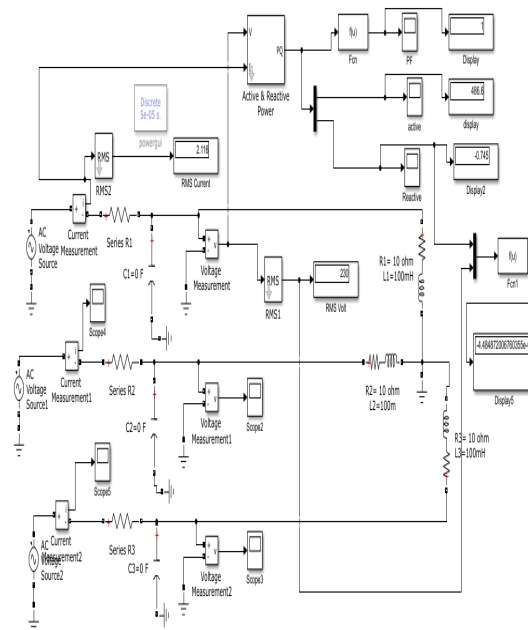 V
I
PQ
Active & Reactive
Power
f(u)
Fcn
PF
1
Display
active
486.6
display
Reactive
-0.745
Display2
Discrete
5e-05 s.
powergui
RMS
RMS2
2.116
RMS Current
Current
Measurement
Series R1
AC
Voltage
Source
C1=0 F
Voltage
Measurement
RMS
RMS1
230
RMS Volt
R1= 10 ohm
L1=100mH
f(u)
Fcn1
Scope4
AC
Voltage
Source1
Current
Measurement1
Series R2
C2=0 F
Voltage
Measurement1
Scope2
R2= 10 ohm
L2=100m
Display5
R3= 10 ohm
L3=100mH
Scope5
Current
Measurement2
AC
Source2
Series R3
C3=0 F
Voltage
Measurement2
Scope3